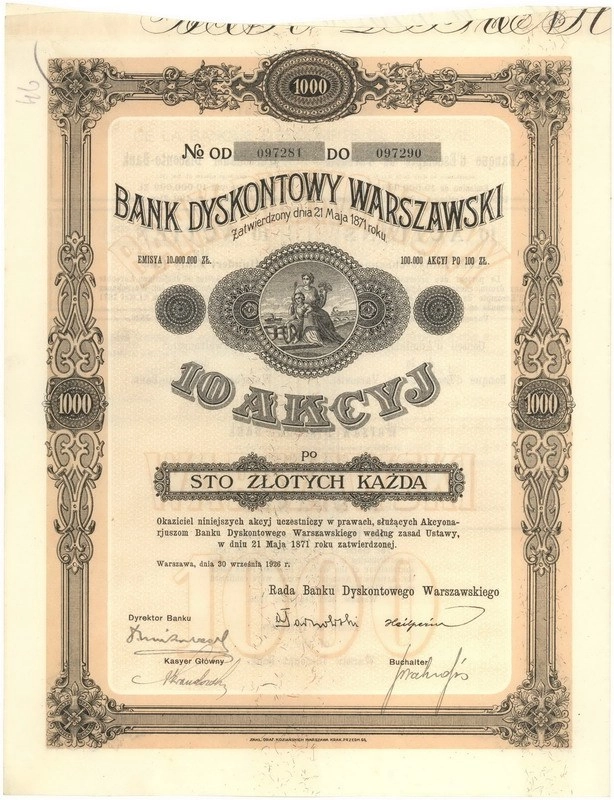 46
1000
№ OD 097281 DO 097290
BANK DYSKONTOWY WARSZAWSKI
Zatwierdzony dnia 21 Maja 1871 roku
EMISYA 10.000.000 ZŁ. 100.000 AKCYJ PO 100 ZŁ.
10 AKCYJ
1000 1000
po
STO ZŁOTYCH KAŻDA
Okaziciel niniejszych akcyj uczestniczy w prawach, służących Akcyona-
rjuszom Banku Dyskontowego Warszawskiego według zasad Ustawy,
w dniu 21 Maja 1871 roku zatwierdzonej.
Warszawa, dnia 30 września 1926 r.
1000
Rada Banku Dyskontowego Warszawskiego
Dyrektor Banku
Kasyer Główny Buchalter